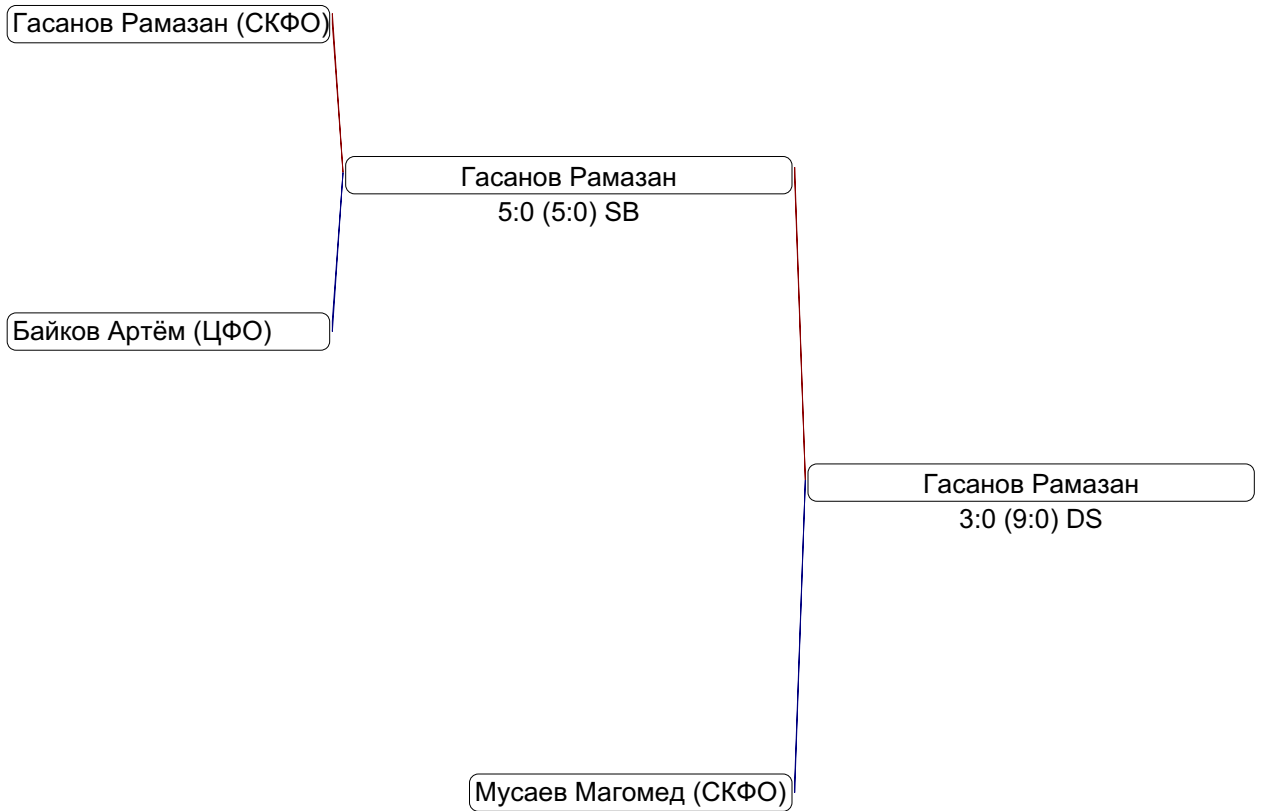 Гасанов Рамазан (СКФО)
Гасанов Рамазан
5:0 (5:0) SB
Байков Артём (ЦФО)
Гасанов Рамазан
3:0 (9:0) DS
Мусаев Магомед (СКФО)